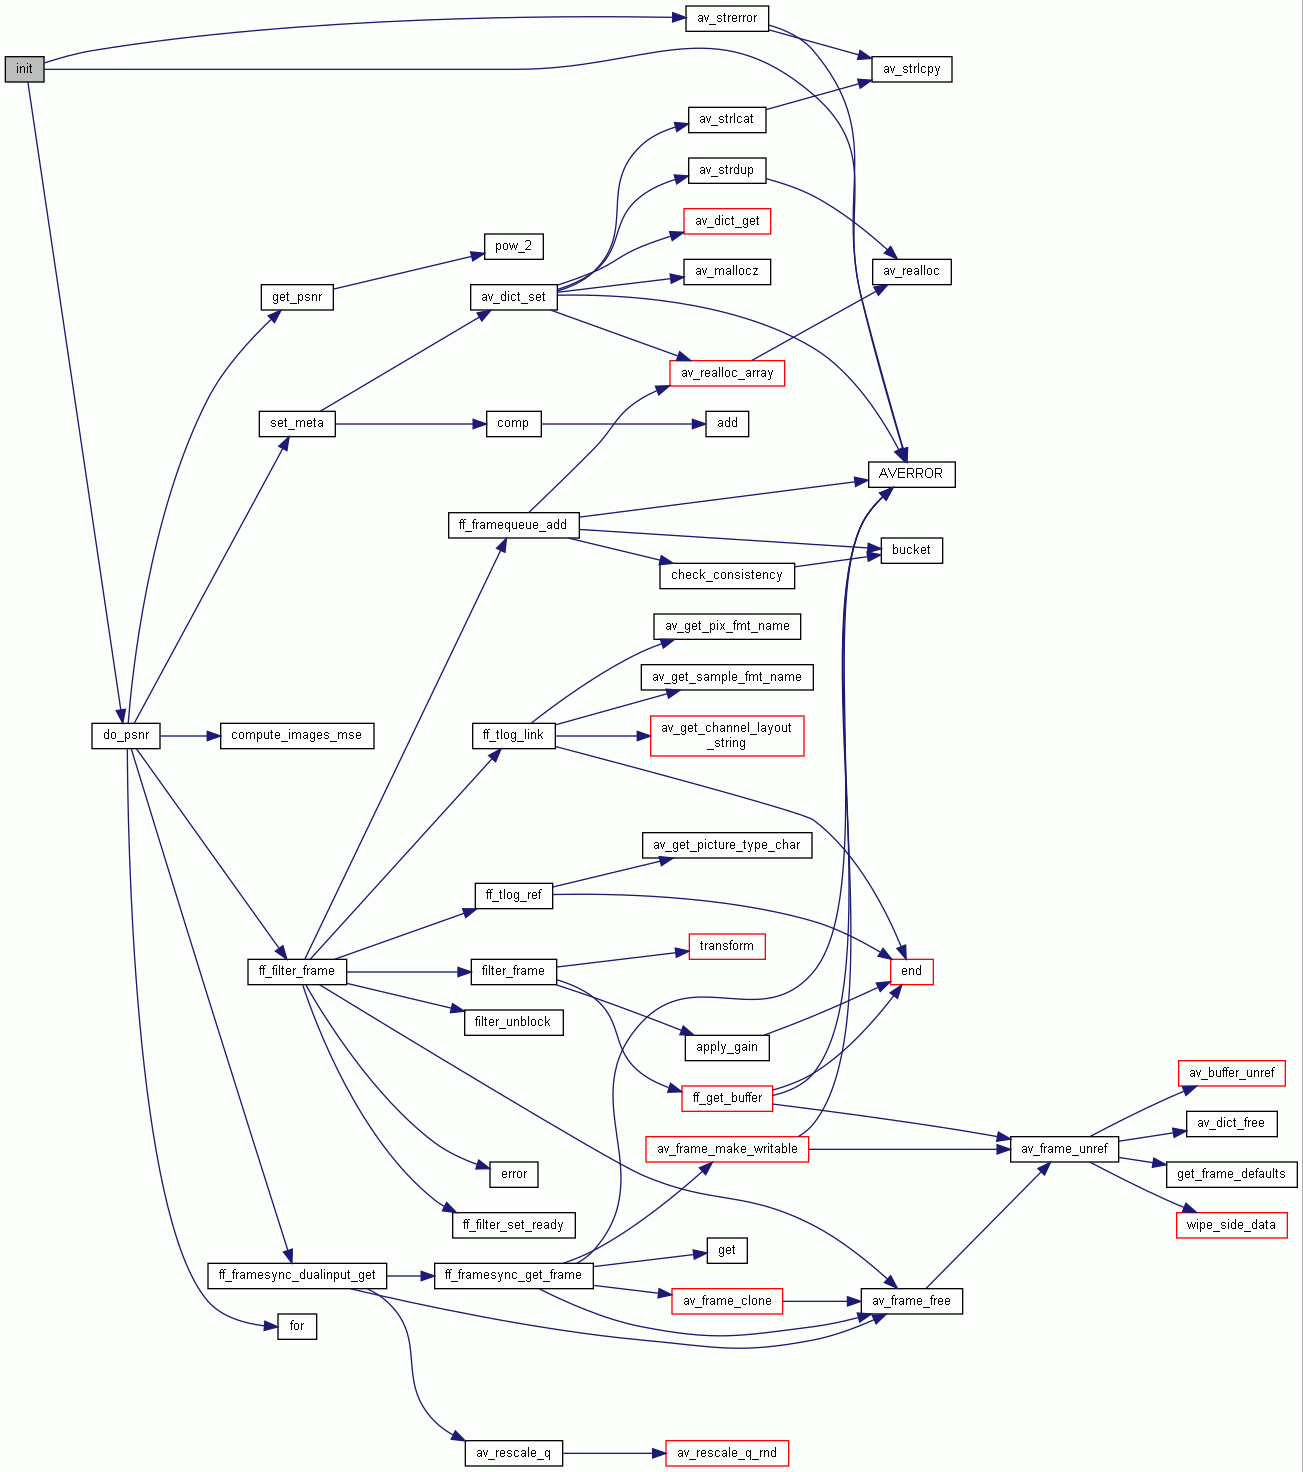 av_strerror
init
av_strlcpy
av_strlcat
av_strdup
av_dict_get
pow_2
av_mallocz
av_realloc
get_psnr
av_dict_set
av_realloc_array
set_meta
comp
add
AVERROR
ff_framequeue_add
bucket
check_consistency
av_get_pix_fmt_name
av_get_sample_fmt_name
do_psnr
compute_images_mse
ff_tlog_link
av_get_channel_layout
_string
av_get_picture_type_char
ff_tlog_ref
transform
ff_filter_frame
filter_frame
end
filter_unblock
apply_gain
av_buffer_unref
ff_get_buffer
av_dict_free
av_frame_make_writable
av_frame_unref
error
get_frame_defaults
ff_filter_set_ready
wipe_side_data
get
ff_framesync_dualinput_get
ff_framesync_get_frame
av_frame_clone
av_frame_free
for
av_rescale_q
av_rescale_q_rnd